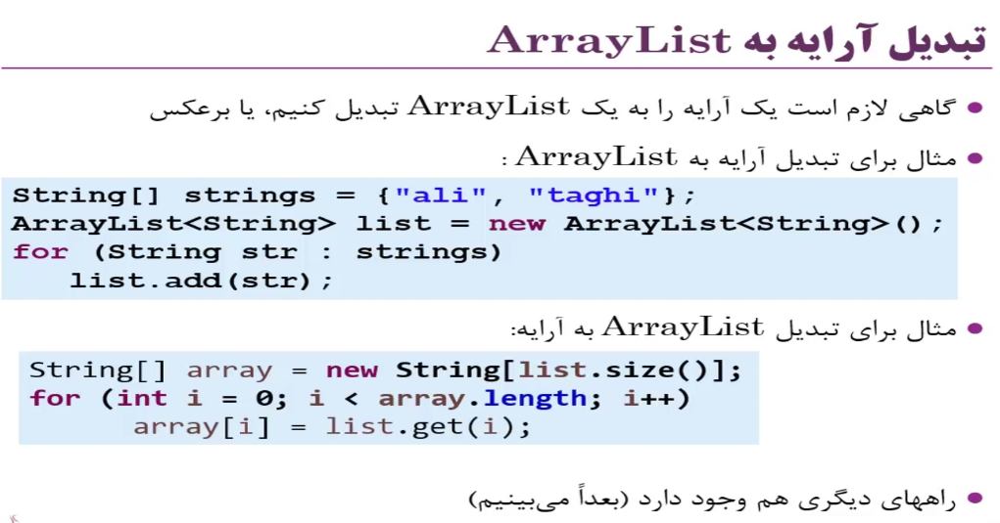 تبدیل آرایه به ArrayList
گاهی لازم است یک آرایه را به یک ArrayList تبدیل کنیم، یا برعکس
مثال برای تبدیل آرایه به ArrayList :
String[] strings = {"ali", "taghi"};
ArrayList<String> list = new ArrayList<String>();
for (String str : strings)
list.add(str);
مثال برای تبدیل ArrayList به آرایه:
String[] array = new String[list.size()];
for (int i = 0; i < array.length; i++)
array[i] = list.get(i);
راههای دیگری هم وجود دارد (بعداً می‌بینیم)